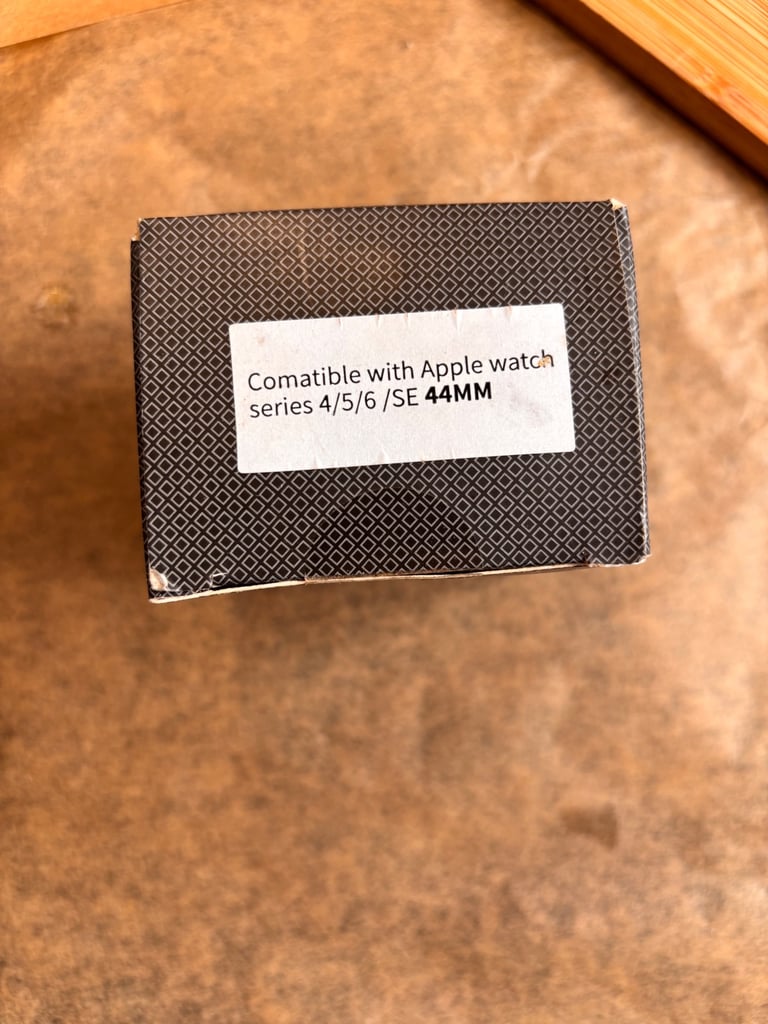 Comatible with Apple watch
series 4/5/6 /SE 44MM